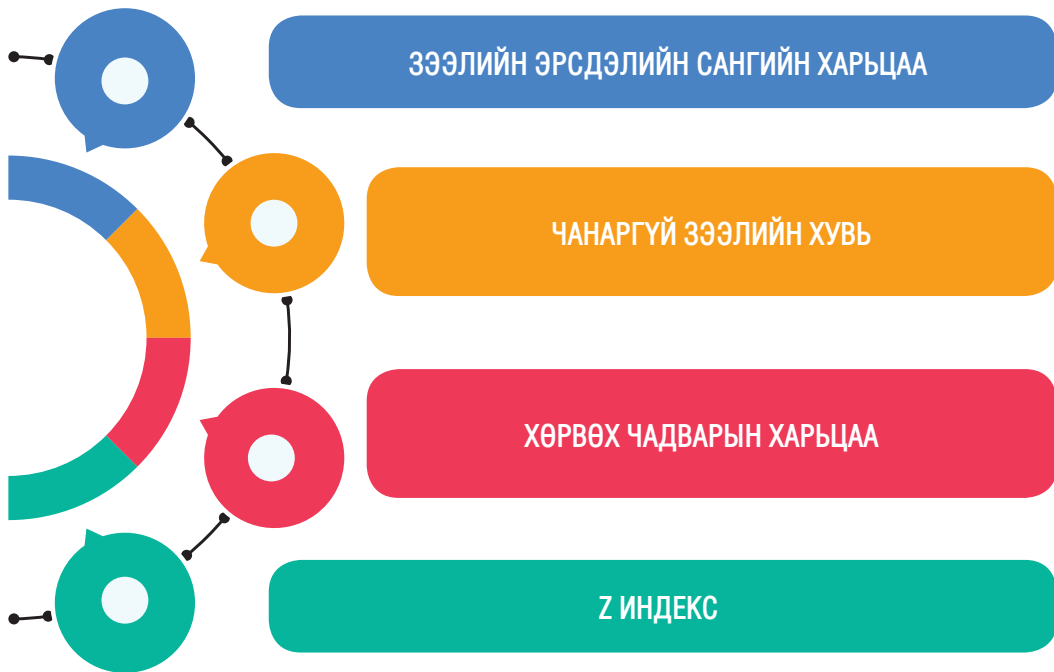 ЗЭЭЛИЙН ЭРСДЭЛИЙН САНГИЙН ХАРЬЦАА
ЧАНАРГҮЙ ЗЭЭЛИЙН ХУВЬ
ХӨРВӨХ ЧАДВАРЫН ХАРЬЦАА
Z ИНДЕКС